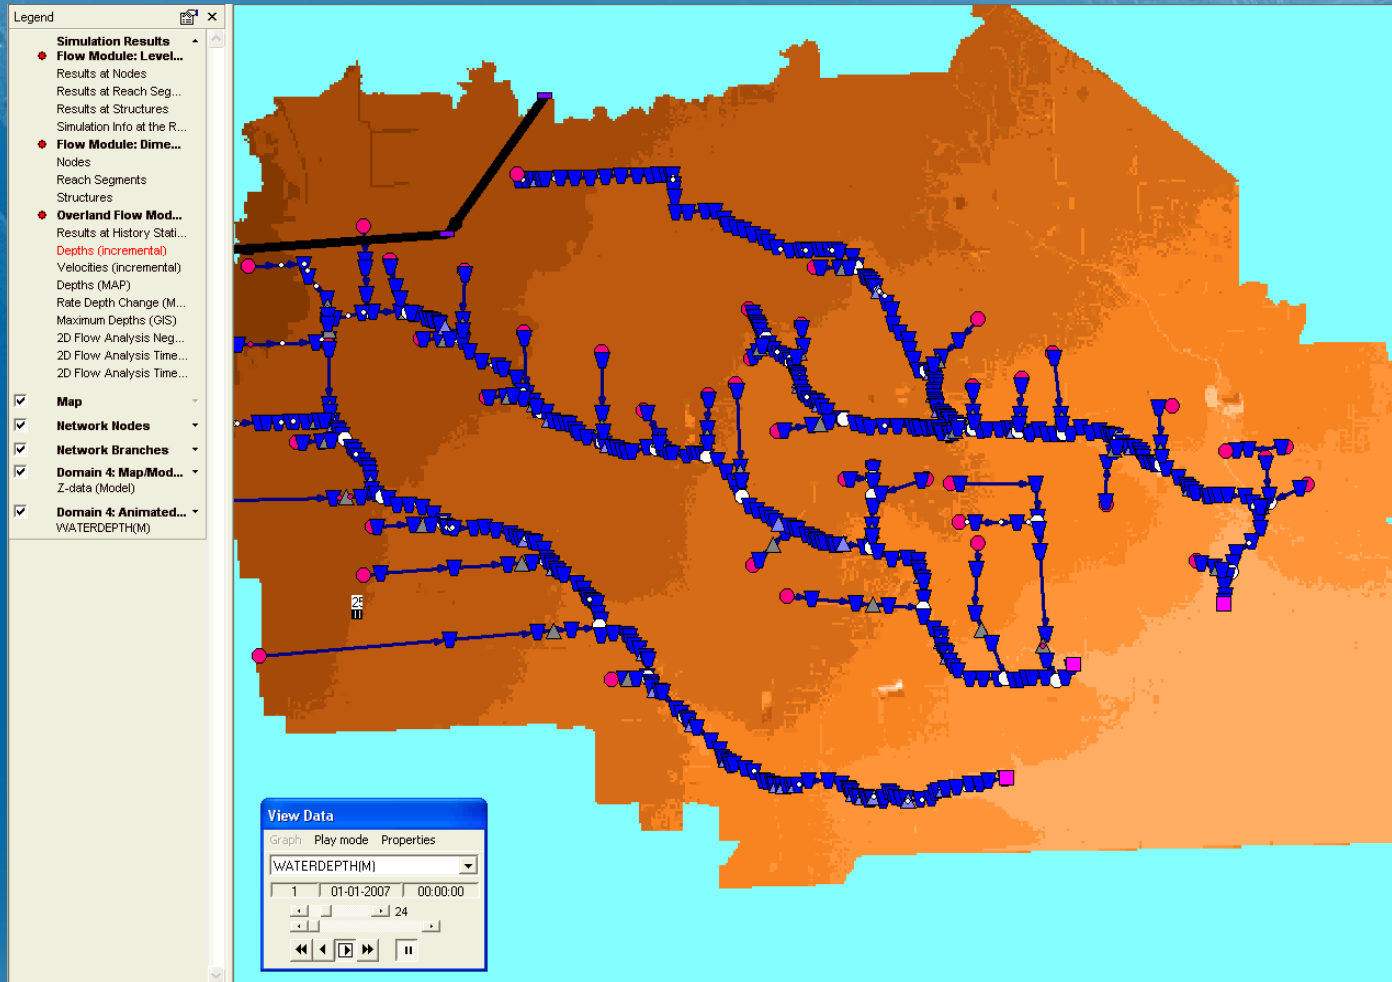 Legend
Simulation Results
Flow Module: Level...
Results at Nodes
Results at Reach Seg...
Results at Structures
Simulation Info at the R...
Flow Module: Dime...
Nodes
Reach Segments
Structures
Overland Flow Mod...
Results at History Stati...
Depths (incremental)
Velocities (incremental)
Depths (MAP)
Rate Depth Change (M...
Maximum Depths (GIS)
2D Flow Analysis Neg...
2D Flow Analysis Time...
2D Flow Analysis Time...
Map
Network Nodes
Network Branches
Domain 4: Map/Mod...
Z-data (Model)
Domain 4: Animated...
WATERDEPTH(M)
25
View Data
Graph Play mode Properties
WATERDEPTH(M)
1 01-01-2007 00:00:00
24